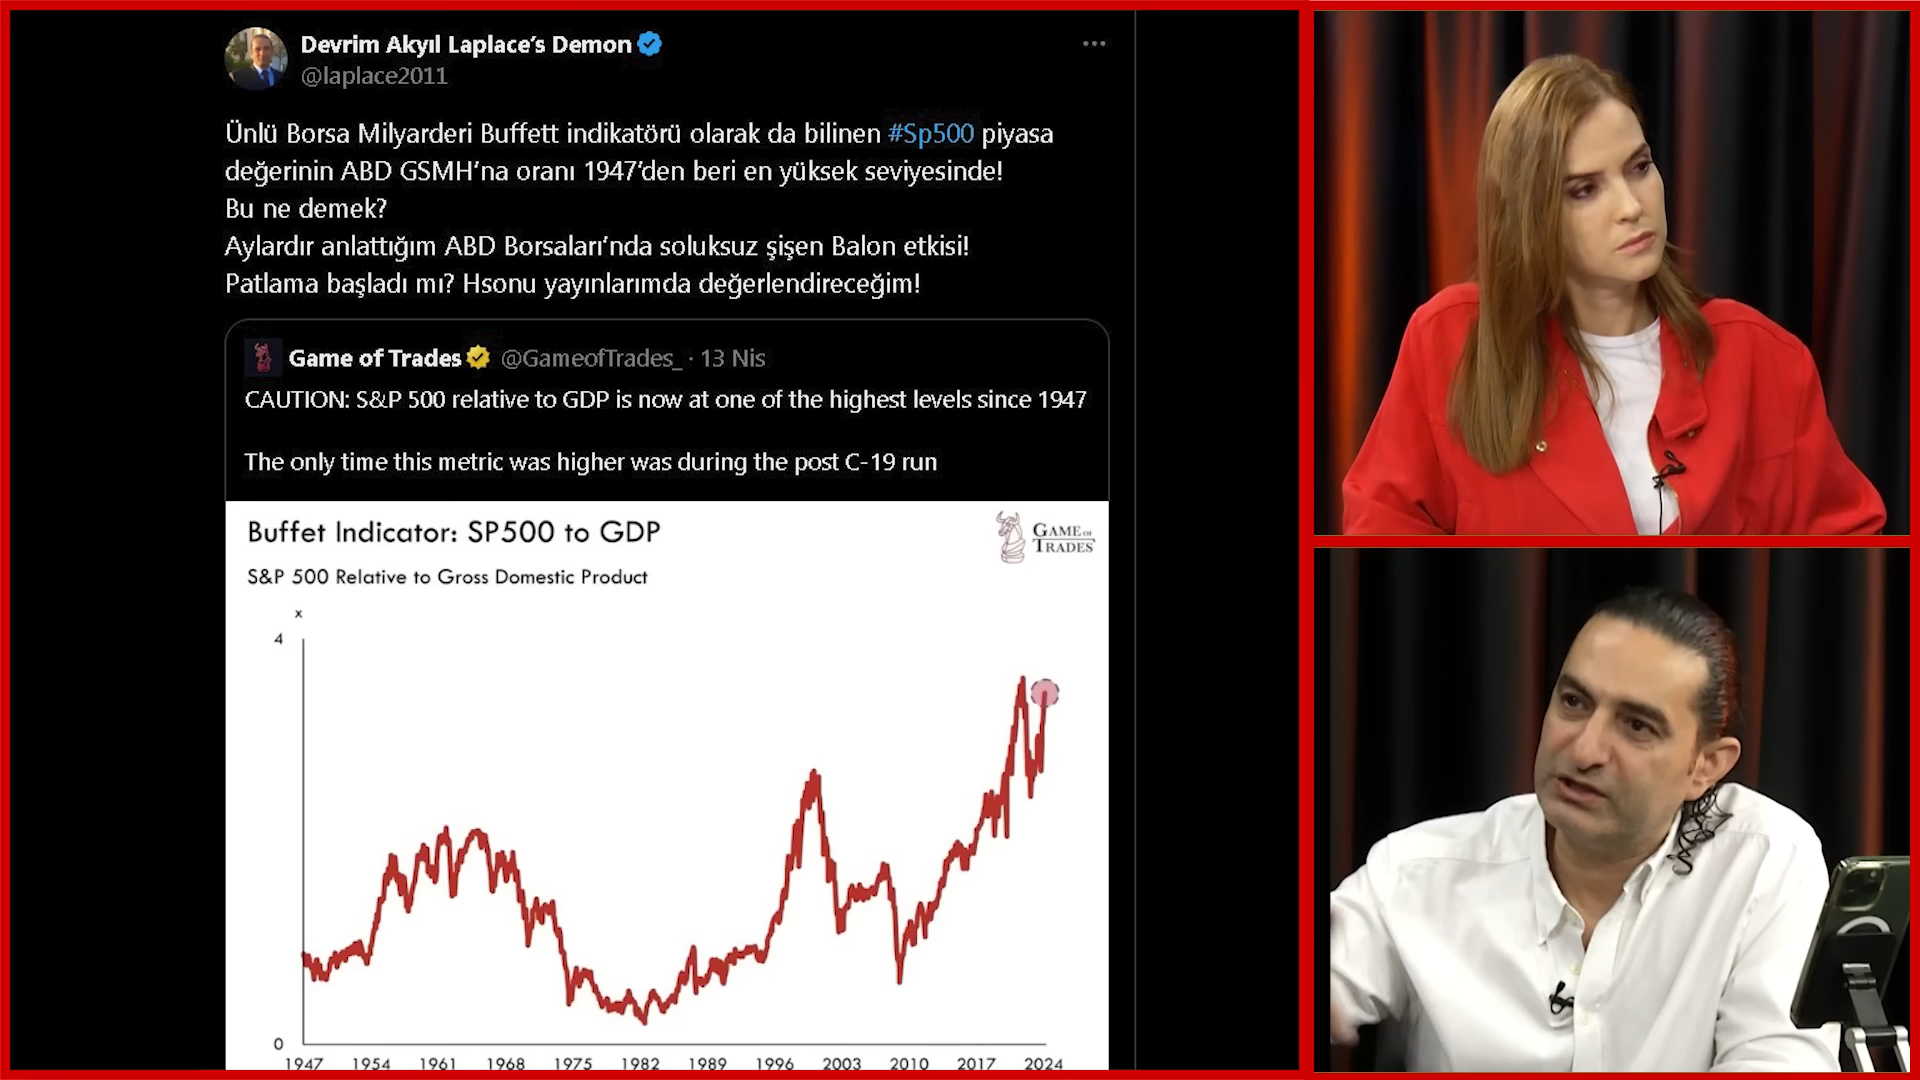 Devrim Akyıl Laplace's Demon
@laplace2011
Ünlü Borsa Milyarderi Buffett indikatörü olarak da bilinen #Sp500 piyasa
değerinin ABD GSMH'na oranı 1947'den beri en yüksek seviyesinde!
Bu ne demek?
Aylardır anlattığım ABD Borsaları'nda soluksuz şişen Balon etkisi!
Patlama başladı mı? Hsonu yayınlarımda değerlendireceğim!
Game of Trades @GameofTrades_ · 13 Nis
CAUTION: S&P 500 relative to GDP is now at one of the highest levels since 1947
The only time this metric was higher was during the post C-19 run
Buffet Indicator: SP500 to GDP
GAME OF
TRADES
S&P 500 Relative to Gross Domestic Product
x
4
0
1947 1954 1961 1968 1975 1982 1989 1996 2003 2010 2017 2024